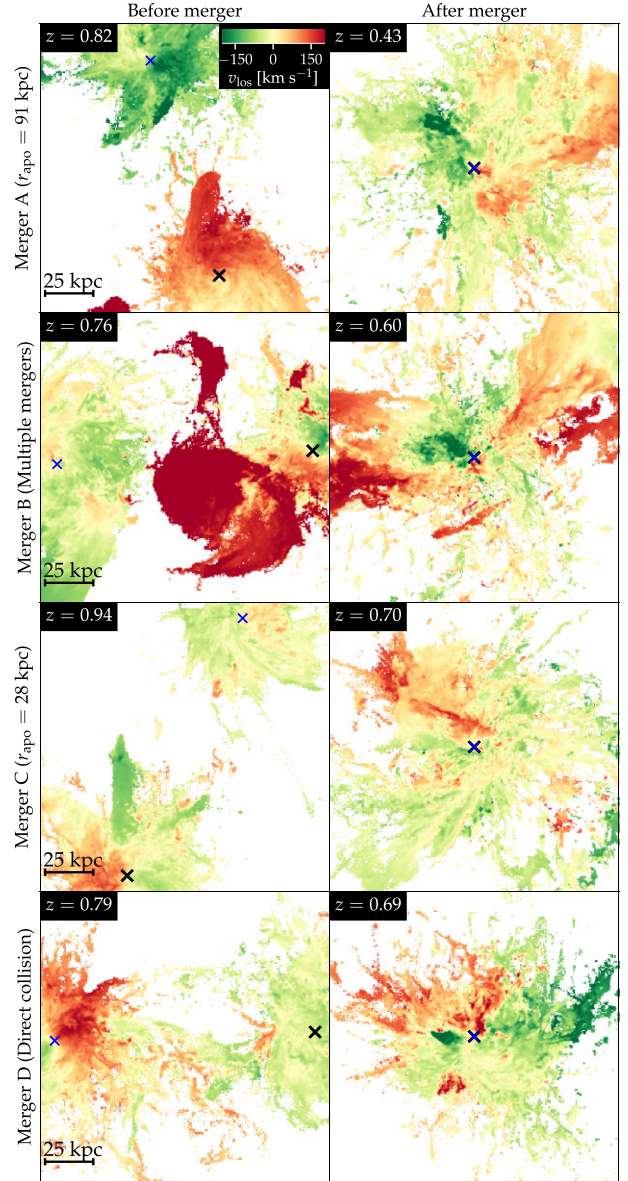 Before merger
After merger
z = 0.82
−150 0 150
v_los [km s⁻¹]
z = 0.43
Merger A (r_apo = 91 kpc)
25 kpc
z = 0.76
z = 0.60
Merger B (Multiple mergers)
25 kpc
z = 0.94
z = 0.70
Merger C (r_apo = 28 kpc)
25 kpc
z = 0.79
z = 0.69
Merger D (Direct collision)
25 kpc